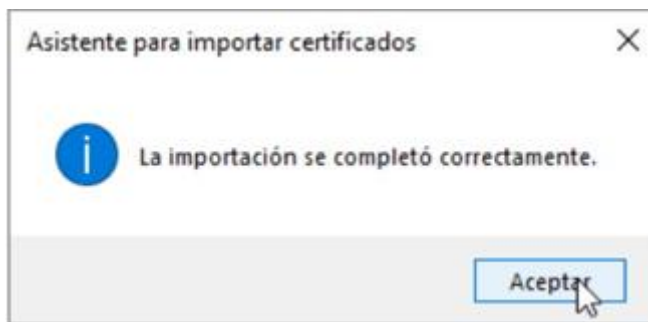 Asistente para importar certificados
La importación se completó correctamente.
Aceptar